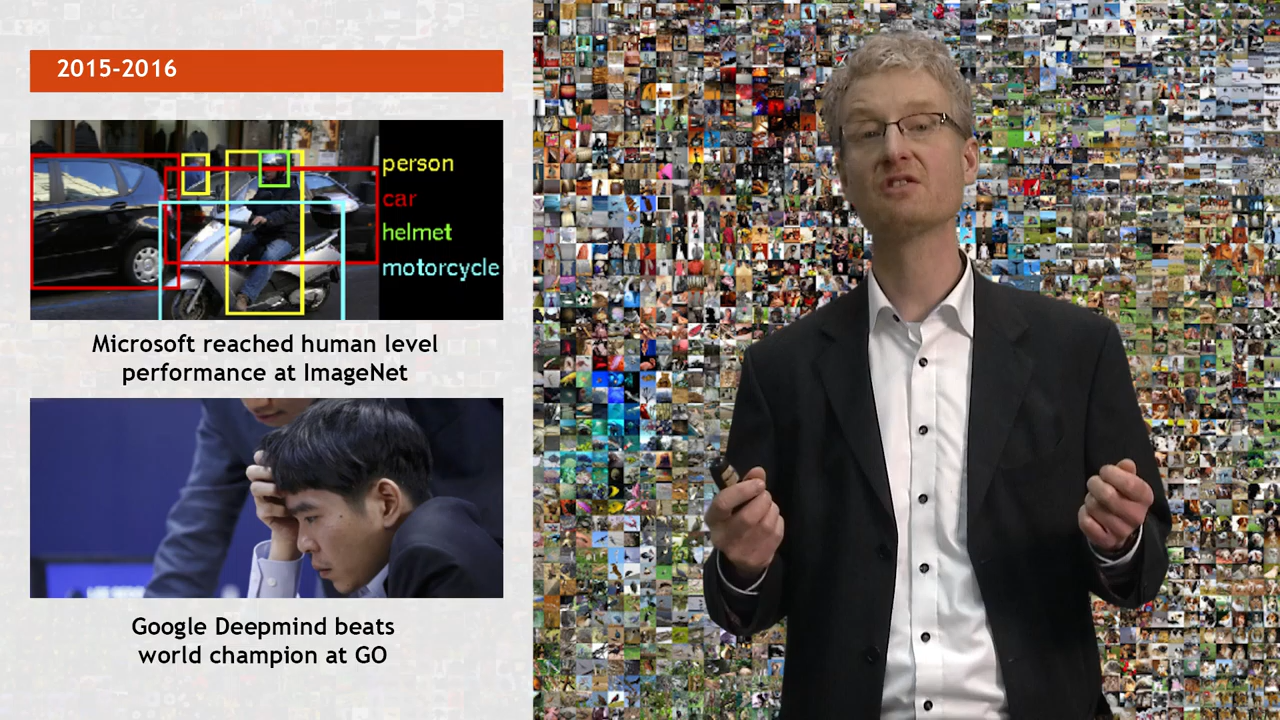 2015-2016
person
car
helmet
motorcycle
Microsoft reached human level
performance at ImageNet
Google Deepmind beats
world champion at GO